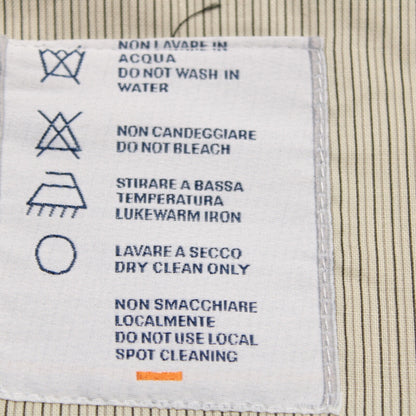 NON LAVARE IN
ACQUA
DO NOT WASH IN
WATER
NON CANDEGGIARE
DO NOT BLEACH
STIRARE A BASSA
TEMPERATURA
LUKEWARM IRON
LAVARE A SECCO
DRY CLEAN ONLY
NON SMACCHIARE
LOCALMENTE
DO NOT USE LOCAL
SPOT CLEANING